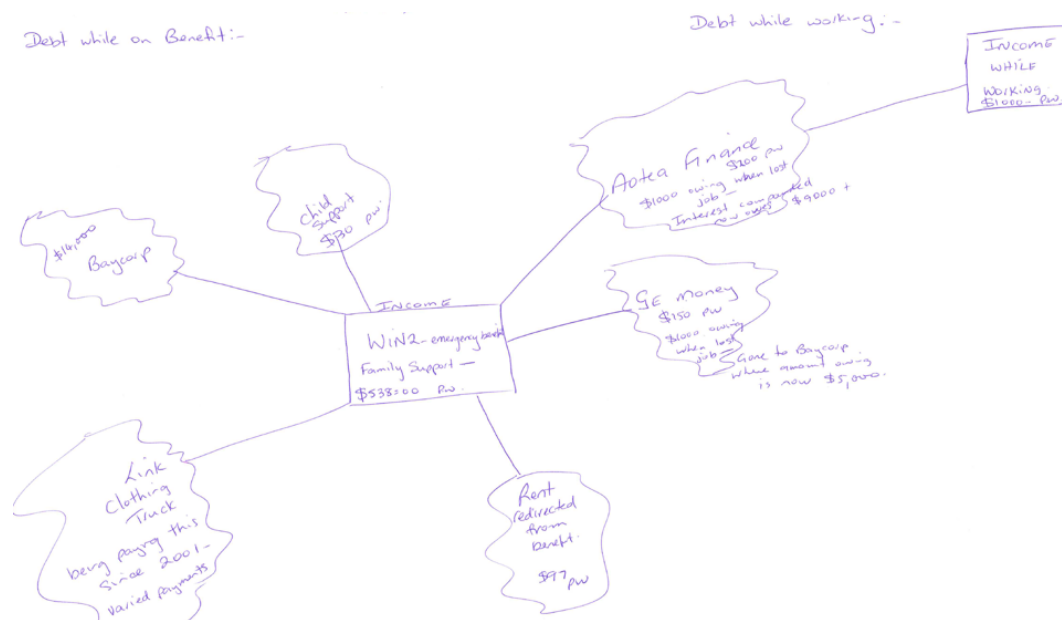 Debt while on Benefit:-
Debt while working:-
INCOME
WHILE
WORKING
$1000- pw.
Aotea Finance
$200 pw
$1000 owing when lost
job-
Interest compounded
now owes $9000+
Child
Support
$30 pw.
$14,000
Baycorp
GE Money
$150 pw
$1000 owing
when lost
job-
Gone to Baycorp
where amount owing
is now $5,000.
INCOME
WINZ- emergency benefit
Family Support-
$538=00 pw.
Link
Clothing
Truck
being paying this
since 2001-
varied payments
Rent
redirected
from
benefit.
$97
pw